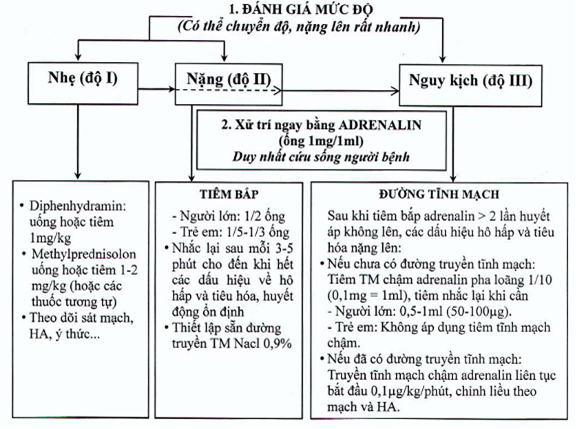 1. ĐÁNH GIÁ MỨC ĐỘ
(Có thể chuyển độ, nặng lên rất nhanh)
Nhẹ (độ I)
Nặng (độ II)
Nguy kịch (độ III)
2. Xử trí ngay bằng ADRENALIN
(ống 1mg/1ml)
Duy nhất cứu sống người bệnh
• Diphenhydramin:
uống hoặc tiêm
1mg/kg
• Methylprednisolon
uống hoặc tiêm 1-2
mg/kg (hoặc các
thuốc tương tự)
• Theo dõi sát mạch,
HA, ý thức...
TIÊM BẮP
- Người lớn: 1/2 ống
- Trẻ em: 1/5-1/3 ống
• Nhắc lại sau mỗi 3-5
phút cho đến khi hết
các dấu hiệu về hô
hấp và tiêu hóa, huyết
động ổn định
• Thiết lập sẵn đường
truyền TM Nacl 0,9%
ĐƯỜNG TĨNH MẠCH
Sau khi tiêm bắp adrenalin > 2 lần huyết
áp không lên, các dấu hiệu hô hấp và tiêu
hóa nặng lên:
• Nếu chưa có đường truyền tĩnh mạch:
Tiêm TM chậm adrenalin pha loãng 1/10
(0,1mg = 1ml), tiêm nhắc lại khi cần
- Người lớn: 0,5-1ml (50-100µg).
- Trẻ em: Không áp dụng tiêm tĩnh mạch
chậm.
• Nếu đã có đường truyền tĩnh mạch:
Truyền tĩnh mạch chậm adrenalin liên tục
bắt đầu 0,1µg/kg/phút, chỉnh liều theo
mạch và HA.